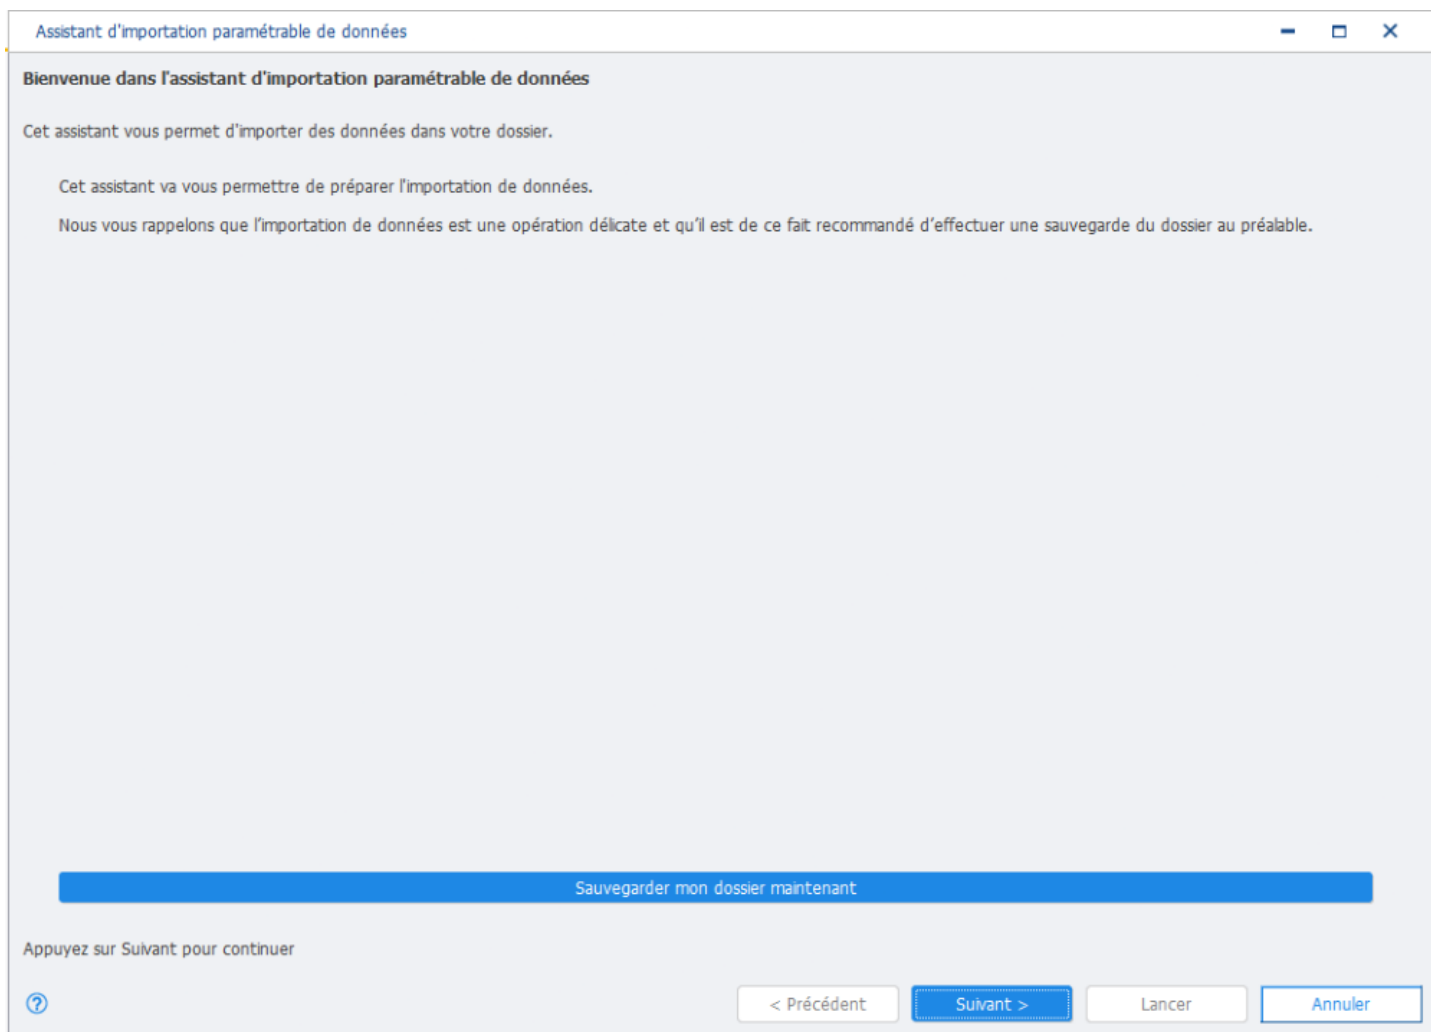 Assistant d'importation paramétrable de données
Bienvenue dans l'assistant d'importation paramétrable de données
Cet assistant vous permet d'importer des données dans votre dossier.
Cet assistant va vous permettre de préparer l'importation de données.
Nous vous rappelons que l’importation de données est une opération délicate et qu’il est de ce fait recommandé d’effectuer une sauvegarde du dossier au préalable.
Sauvegarder mon dossier maintenant
Appuyez sur Suivant pour continuer
? < Précédent Suivant > Lancer Annuler